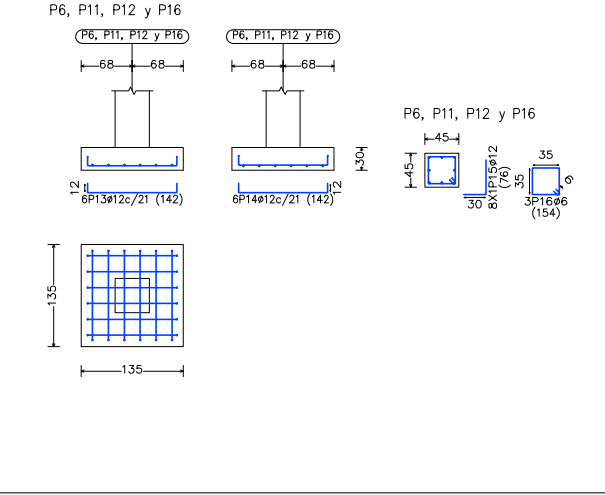 P6, P11, P12 y P16
P6, P11, P12 y P16
P6, P11, P12 y P16
68
68
68
68
30
12
6P13ø12c/21 (142)
6P14ø12c/21 (142)
12
135
135
P6, P11, P12 y P16
45
45
30
8X1P15ø12
(76)
35
35
6
3P16ø6
(154)